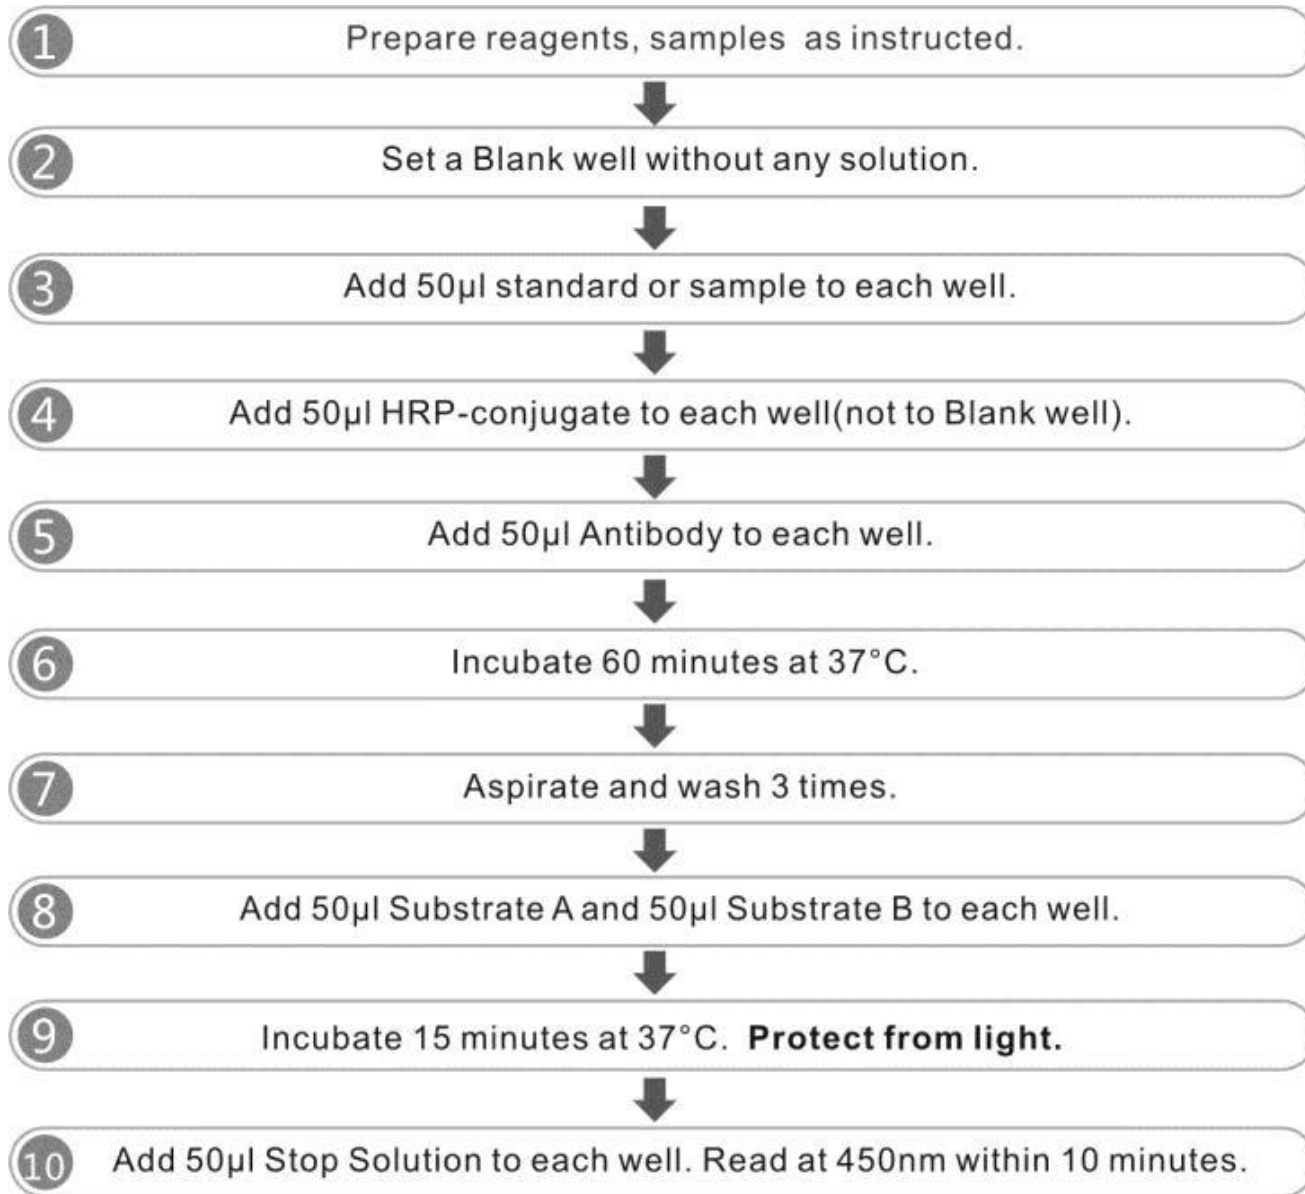 1 Prepare reagents, samples as instructed.
2 Set a Blank well without any solution.
3 Add 50μl standard or sample to each well.
4 Add 50μl HRP-conjugate to each well(not to Blank well).
5 Add 50μl Antibody to each well.
6 Incubate 60 minutes at 37°C.
7 Aspirate and wash 3 times.
8 Add 50μl Substrate A and 50μl Substrate B to each well.
9 Incubate 15 minutes at 37°C. Protect from light.
10 Add 50μl Stop Solution to each well. Read at 450nm within 10 minutes.